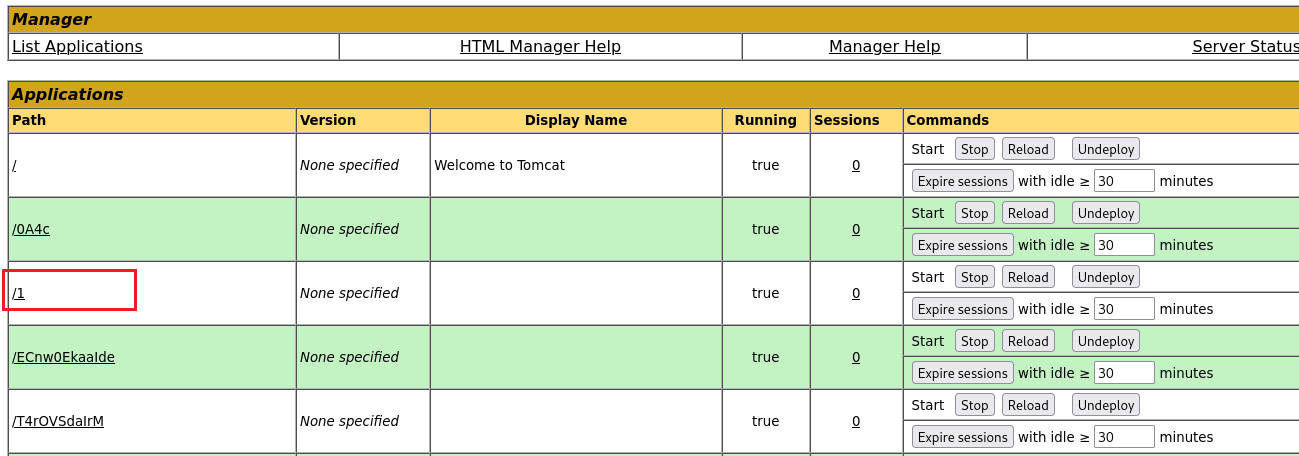 Manager
List Applications HTML Manager Help Manager Help Server Status
Applications
Path Version Display Name Running Sessions Commands
/ None specified Welcome to Tomcat true 0 Start Stop Reload Undeploy
Expire sessions with idle ≥ 30 minutes
/0A4c None specified true 0 Start Stop Reload Undeploy
Expire sessions with idle ≥ 30 minutes
/1 None specified true 0 Start Stop Reload Undeploy
Expire sessions with idle ≥ 30 minutes
/ECnw0EkaaIde None specified true 0 Start Stop Reload Undeploy
Expire sessions with idle ≥ 30 minutes
/T4rOVSdaIrM None specified true 0 Start Stop Reload Undeploy
Expire sessions with idle ≥ 30 minutes